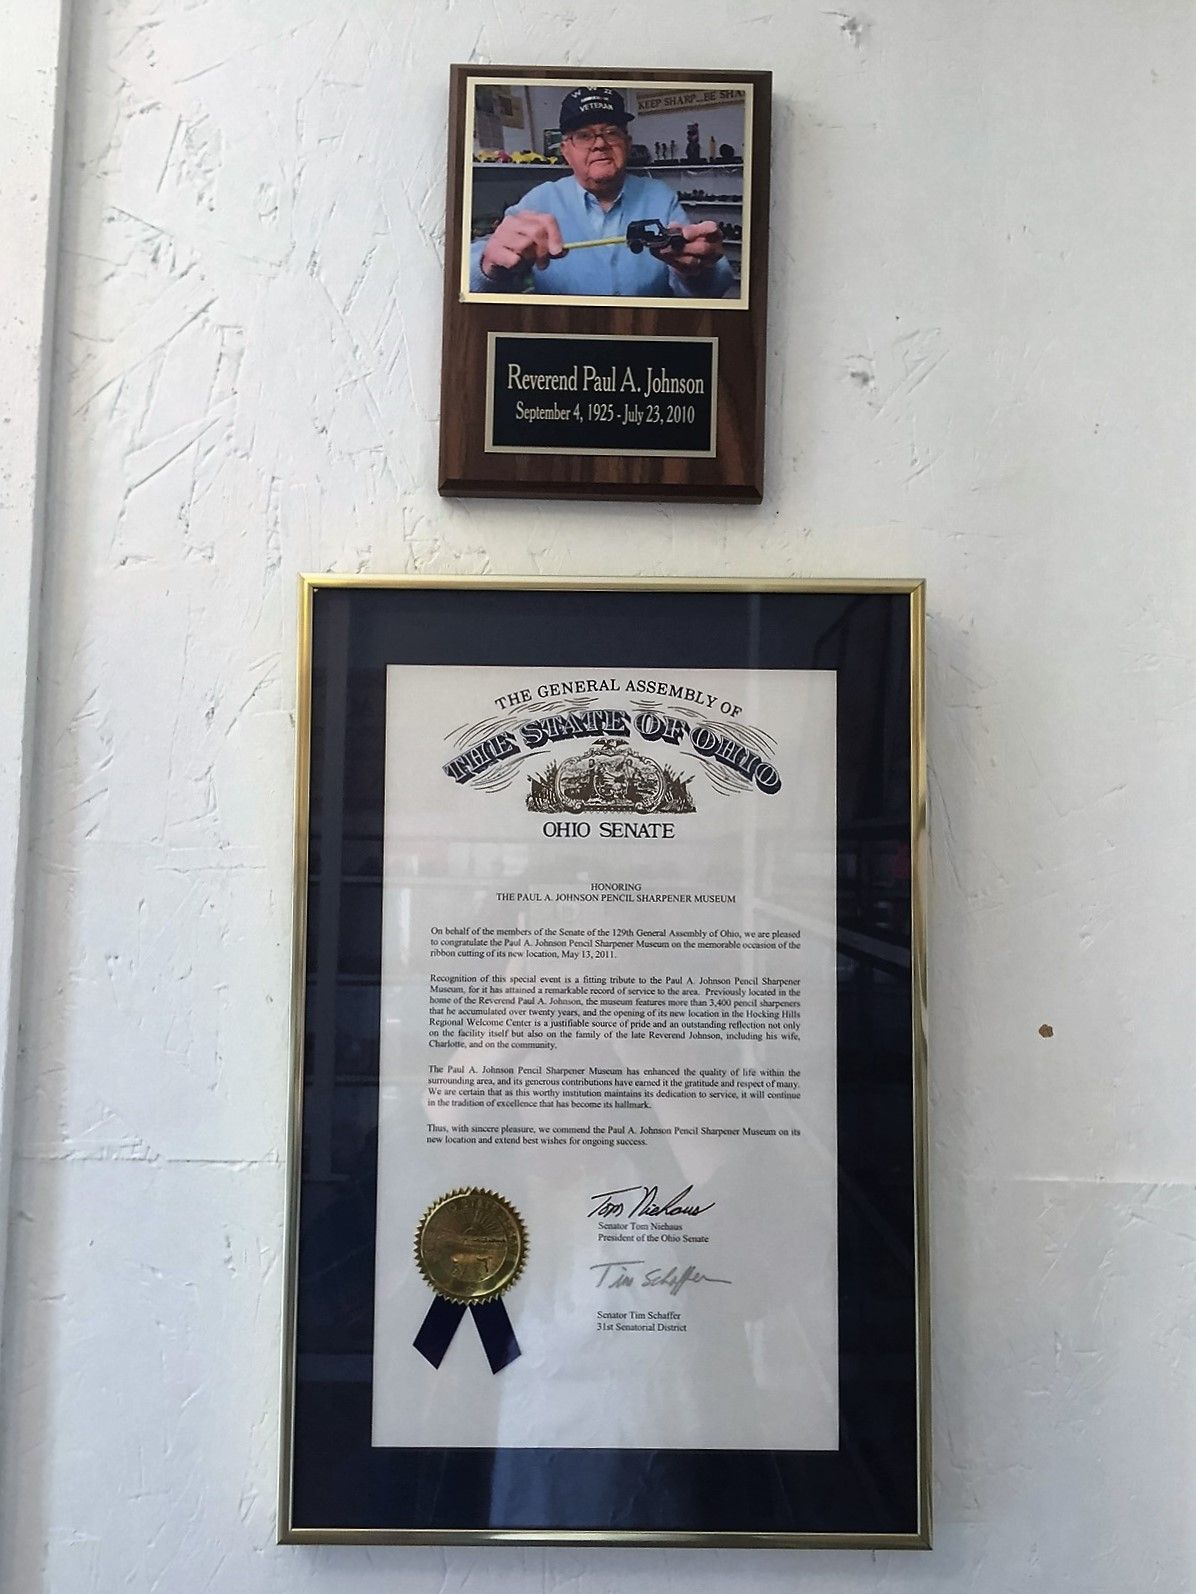 WW II
VETERAN
KEEP SHARP...BE SHA
Reverend Paul A. Johnson
September 4, 1925 - July 23, 2010
THE GENERAL ASSEMBLY OF
THE STATE OF OHIO
OHIO SENATE
HONORING
THE PAUL A. JOHNSON PENCIL SHARPENER MUSEUM
On behalf of the members of the Senate of the 129th General Assembly of Ohio, we are pleased
to congratulate the Paul A. Johnson Pencil Sharpener Museum on the memorable occasion of the
ribbon cutting of its new location, May 13, 2011.
Recognition of this special event is a fitting tribute to the Paul A. Johnson Pencil Sharpener
Museum, for it has attained a remarkable record of service to the area. Previously located in the
home of the Reverend Paul A. Johnson, the museum features more than 3,400 pencil sharpeners
that he accumulated over twenty years, and the opening of its new location in the Hocking Hills
Regional Welcome Center is a justifiable source of pride and an outstanding reflection not only
on the facility itself but also on the family of the late Reverend Johnson, including his wife,
Charlotte, and on the community.
The Paul A. Johnson Pencil Sharpener Museum has enhanced the quality of life within the
surrounding area, and its generous contributions have earned it the gratitude and respect of many.
We are certain that as this worthy institution maintains its dedication to service, it will continue
in the tradition of excellence that has become its hallmark.
Thus, with sincere pleasure, we commend the Paul A. Johnson Pencil Sharpener Museum on its
new location and extend best wishes for ongoing success.
Tom Niehaus
Senator Tom Niehaus
President of the Ohio Senate
Tim Schaffer
Senator Tim Schaffer
31st Senatorial District